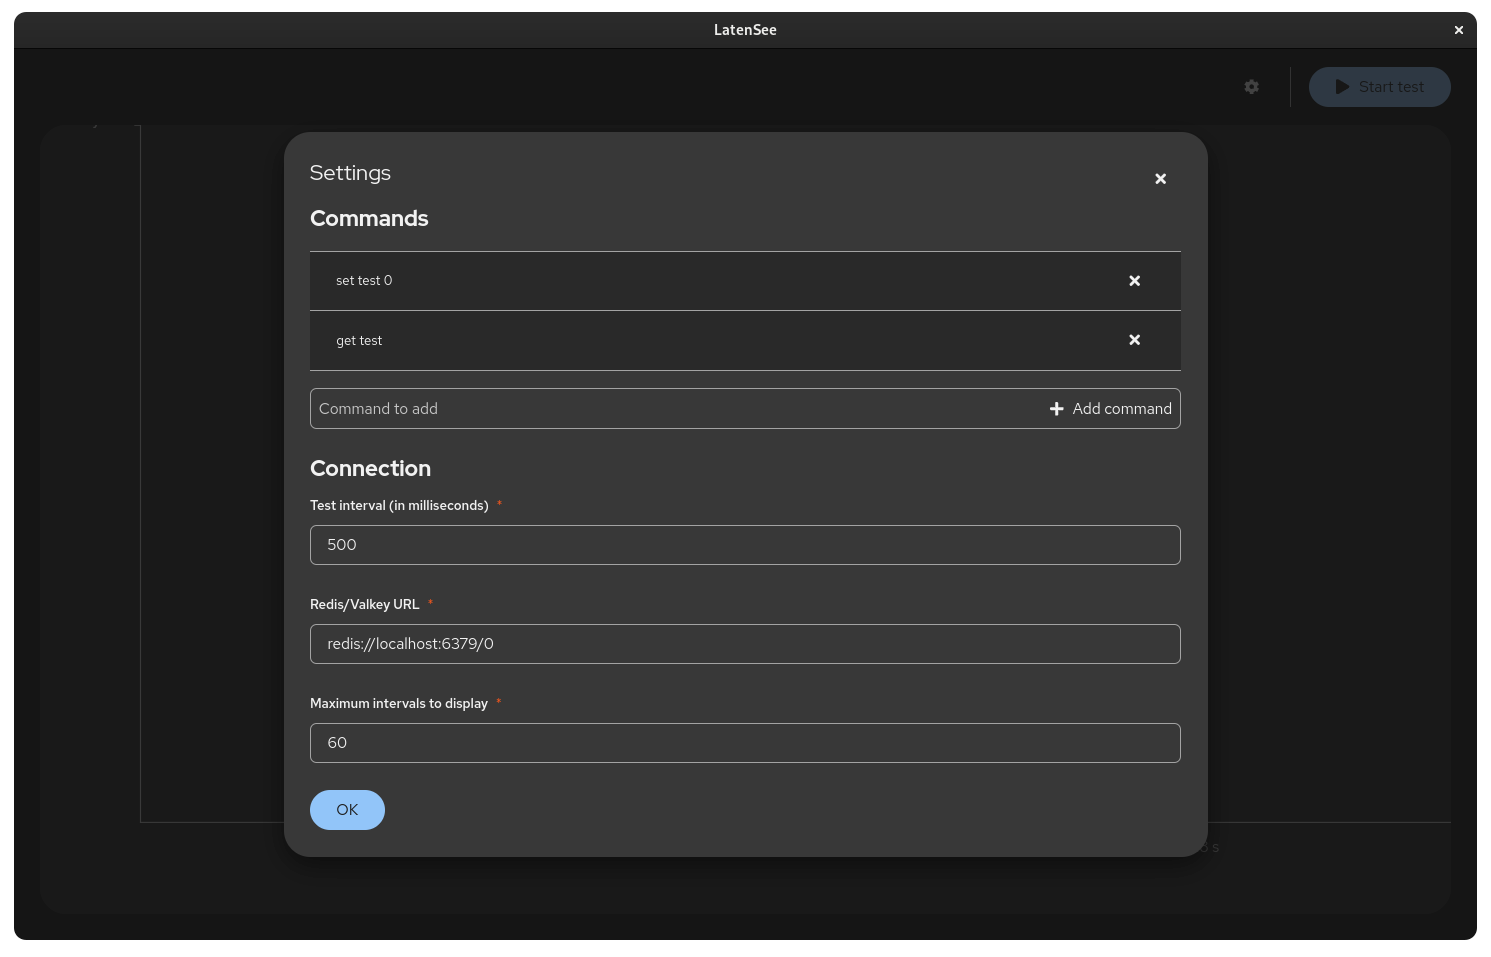 LatenSee
Start test
Settings
Commands
set test 0
get test
Command to add
Add command
Connection
Test interval (in milliseconds) *
500
Redis/Valkey URL *
redis://localhost:6379/0
Maximum intervals to display *
60
OK